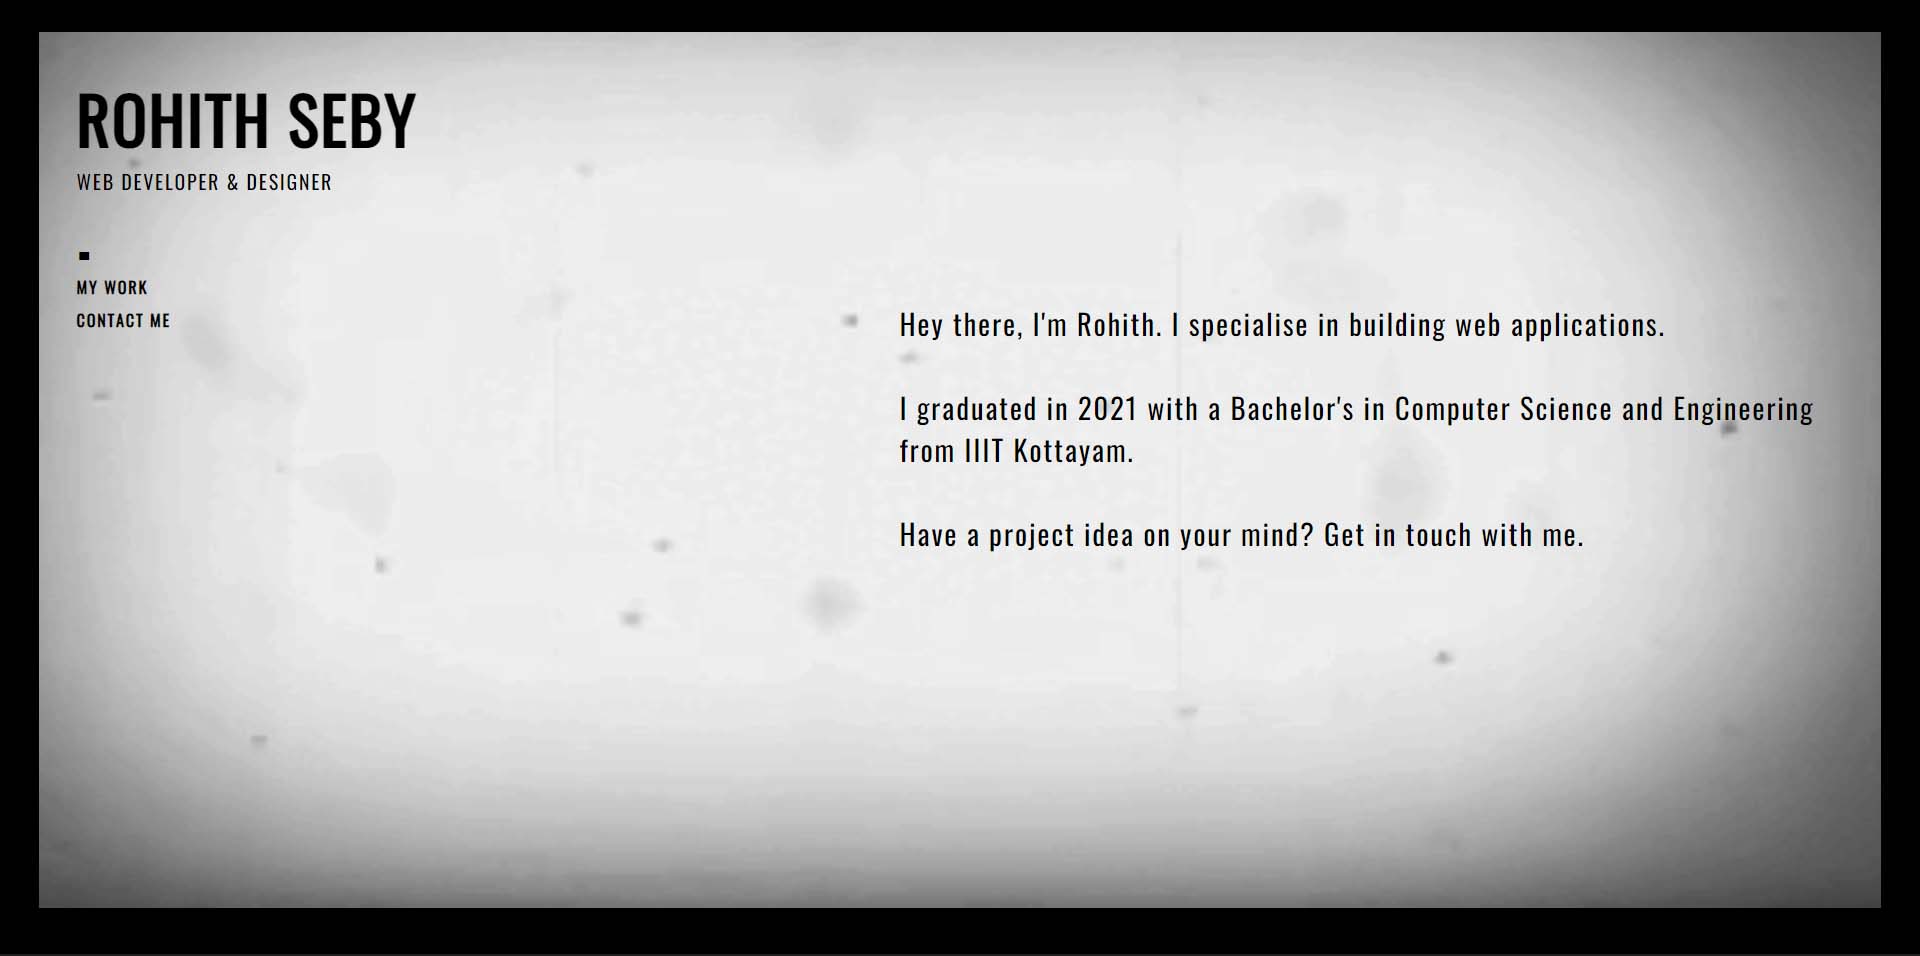 ROHITH SEBY
WEB DEVELOPER & DESIGNER
MY WORK
CONTACT ME
Hey there, I'm Rohith. I specialise in building web applications.
I graduated in 2021 with a Bachelor's in Computer Science and Engineering
from IIIT Kottayam.
Have a project idea on your mind? Get in touch with me.